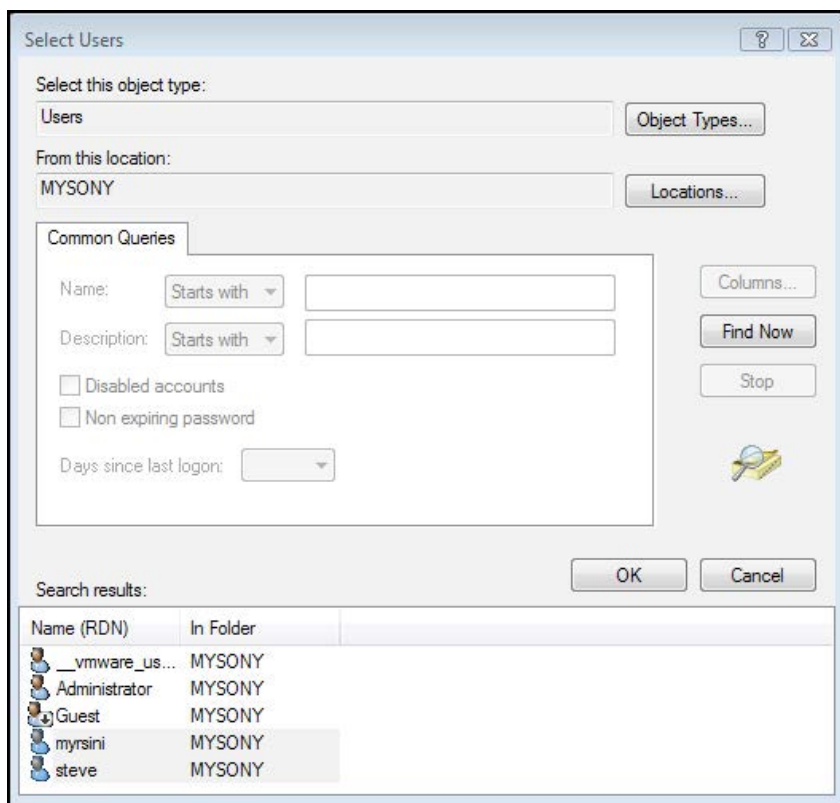 Select Users
Select this object type:
Users
Object Types...
From this location:
MYSONY
Locations...
Common Queries
Name: Starts with
Columns...
Description: Starts with
Find Now
Disabled accounts
Stop
Non expiring password
Days since last logon:
OK Cancel
Search results:
Name (RDN) In Folder
__vmware_us... MYSONY
Administrator MYSONY
Guest MYSONY
myrsini MYSONY
steve MYSONY